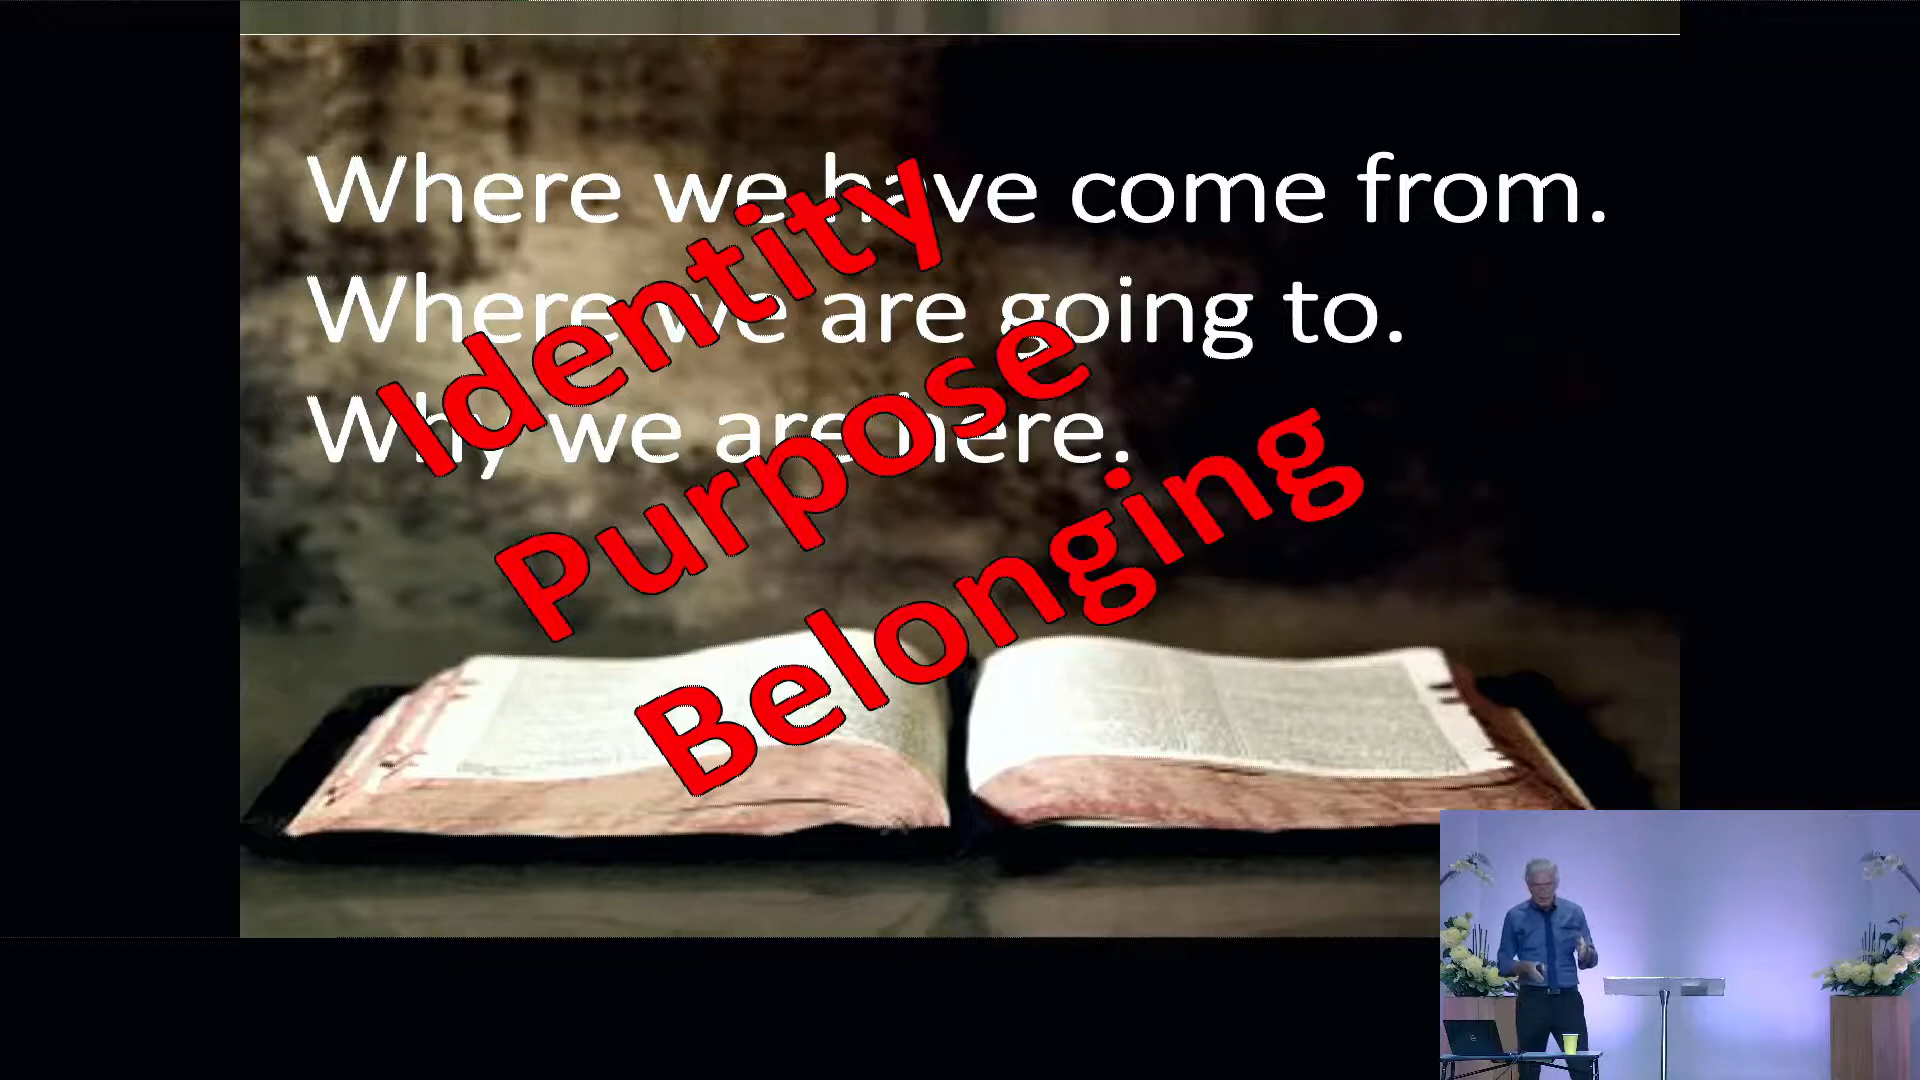 Where we have come from.
Where we are going to.
Why we are here.
Identity
Purpose
Belonging